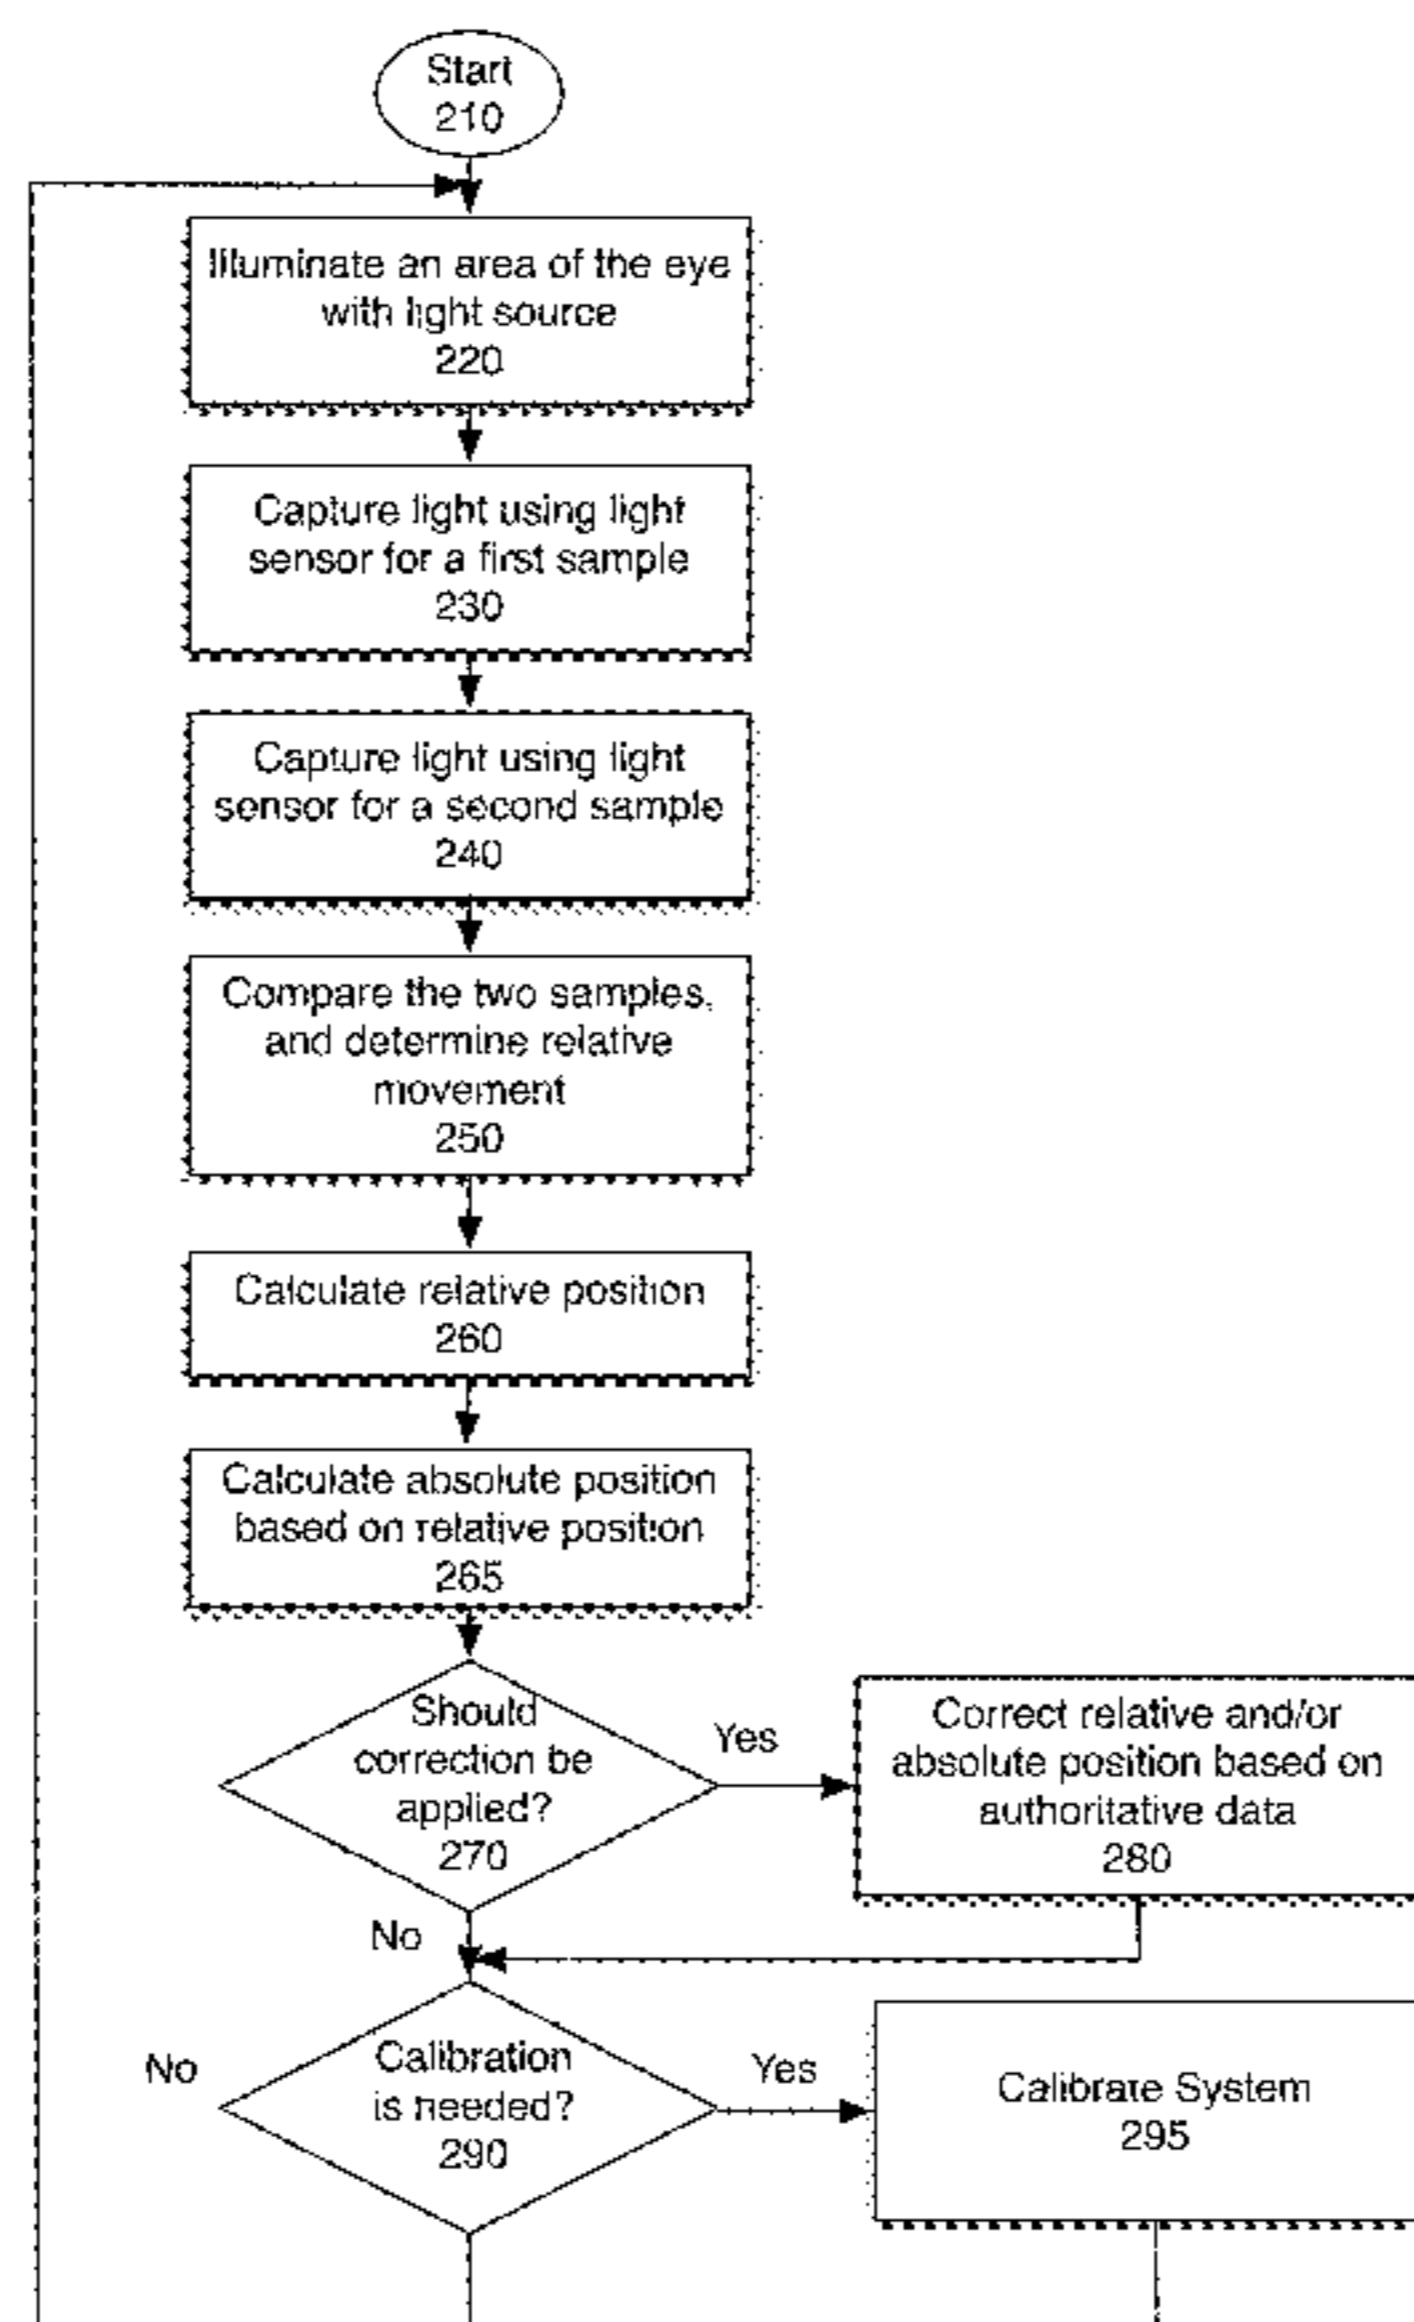 Start
210
Illuminate an area of the eye
with light source
220
Capture light using light
sensor for a first sample
230
Capture light using light
sensor for a second sample
240
Compare the two samples,
and determine relative
movement
250
Calculate relative position
260
Calculate absolute position
based on relative position
265
Should
correction be
applied?
270
Yes
Correct relative and/or
absolute position based on
authoritative data
280
No
Calibration
is needed?
290
No
Yes
Calibrate System
295